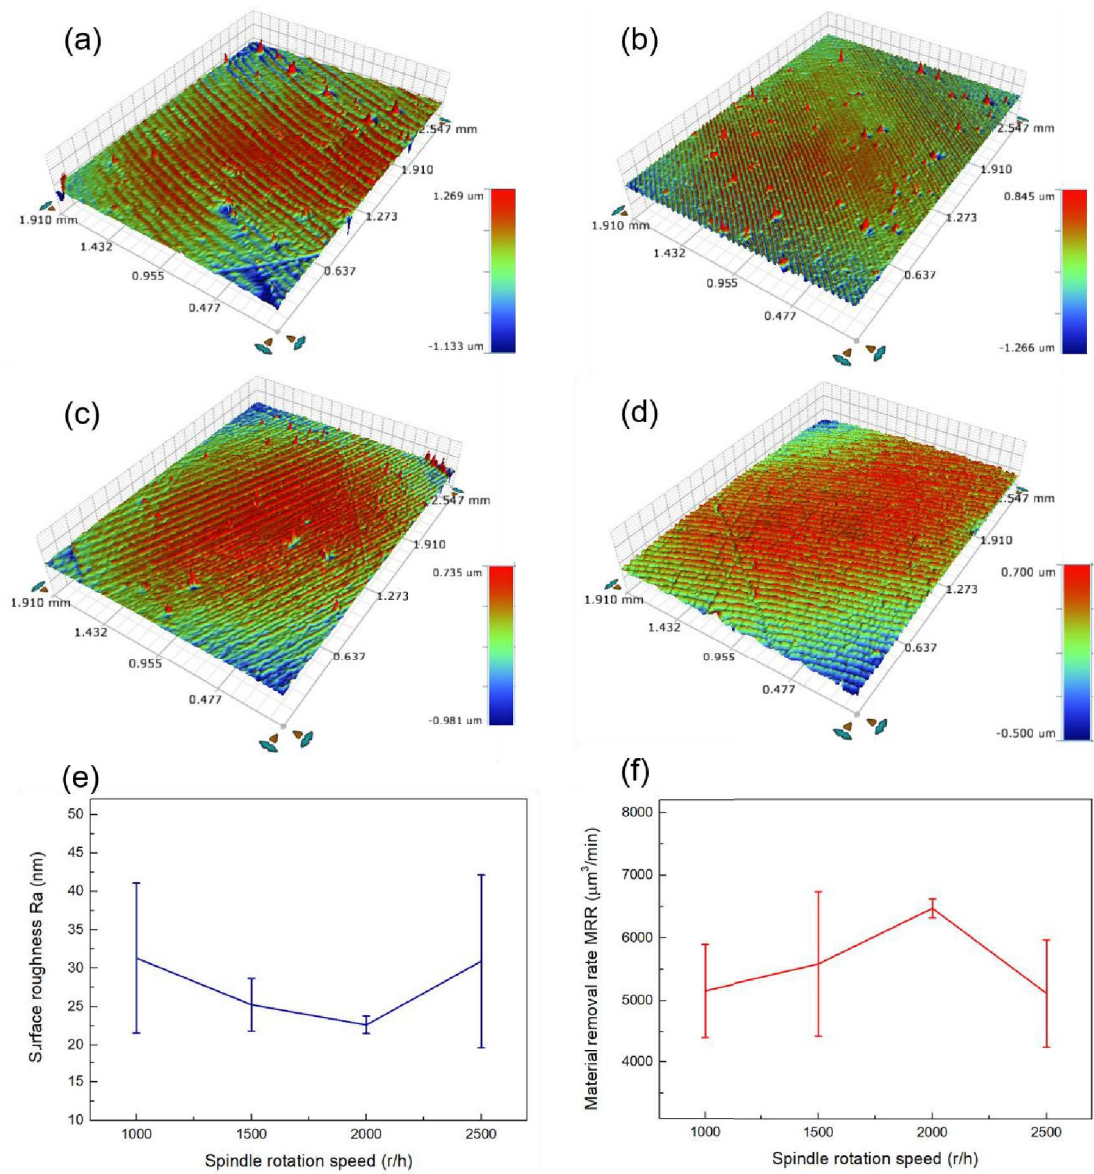 (a)
2.547 mm
1.910
1.273
0.637
1.910 mm
1.432
0.955
0.477
1.269 um
-1.133 um
(b)
2.547 mm
1.910
1.273
0.637
1.910 mm
1.432
0.955
0.477
0.845 um
-1.266 um
(c)
2.547 mm
1.910
1.273
0.637
1.910 mm
1.432
0.955
0.477
0.735 um
-0.981 um
(d)
2.547 mm
1.910
1.273
0.637
1.910 mm
1.432
0.955
0.477
0.700 um
-0.500 um
(e)
Surface roughness Ra (nm)
50
45
40
35
30
25
20
15
10
1000 1500 2000 2500
Spindle rotation speed (r/h)
(f)
Material removal rate MRR (μm³/min)
8000
7000
6000
5000
4000
1000 1500 2000 2500
Spindle rotation speed (r/h)